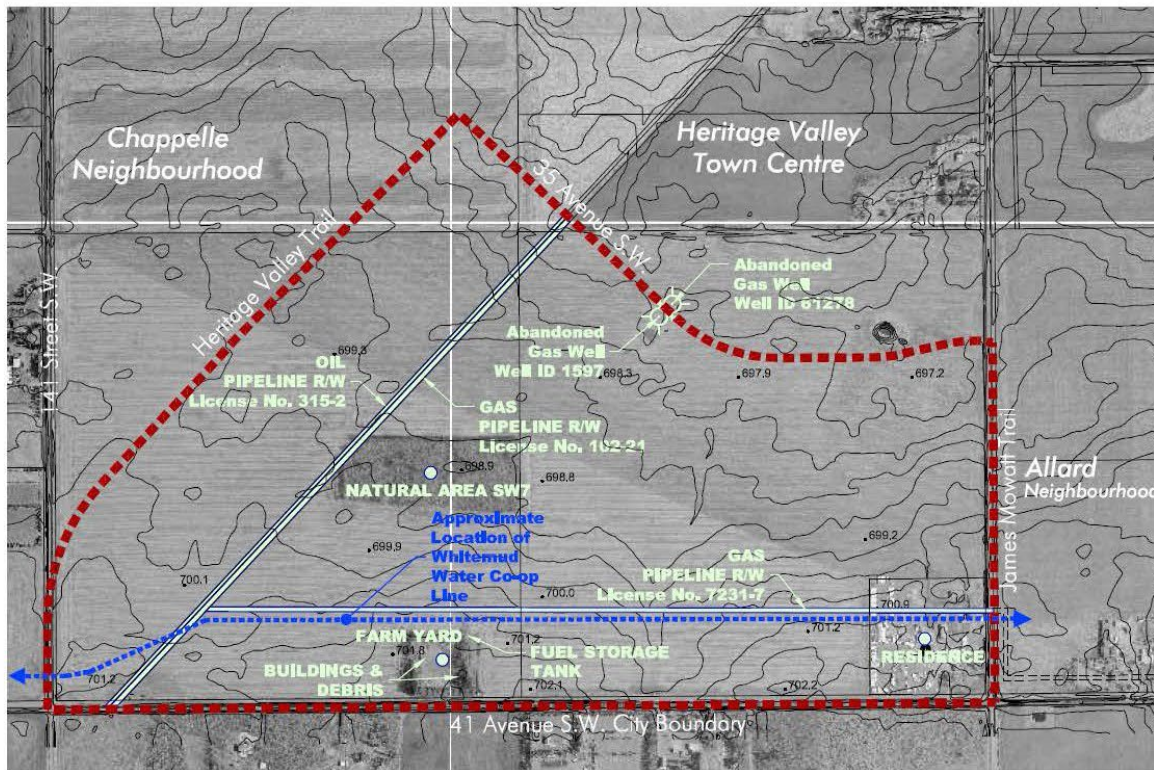 Chappelle
Neighbourhood
Heritage Valley
Town Centre
35 Avenue S.W.
Heritage Valley Trail
141 Street S.W.
Abandoned
Gas Well
Well ID 61278
Abandoned
Gas Well
Well ID 1597
699.3
698.3
697.9
697.2
OIL
PIPELINE R/W
License No. 315-2
GAS
PIPELINE R/W
License No. 162-21
James Mowatt Trail
Allard
Neighbourhood
698.9
698.8
NATURAL AREA SW7
Approximate
Location of
Whitemud
Water Co-op
Line
699.9
699.2
GAS
PIPELINE R/W
License No. 7231-7
700.1
700.0
700.9
FARM YARD
701.2
701.2
701.8
FUEL STORAGE
TANK
RESIDENCE
BUILDINGS &
DEBRIS
701.2
702.1
702.2
41 Avenue S.W. City Boundary